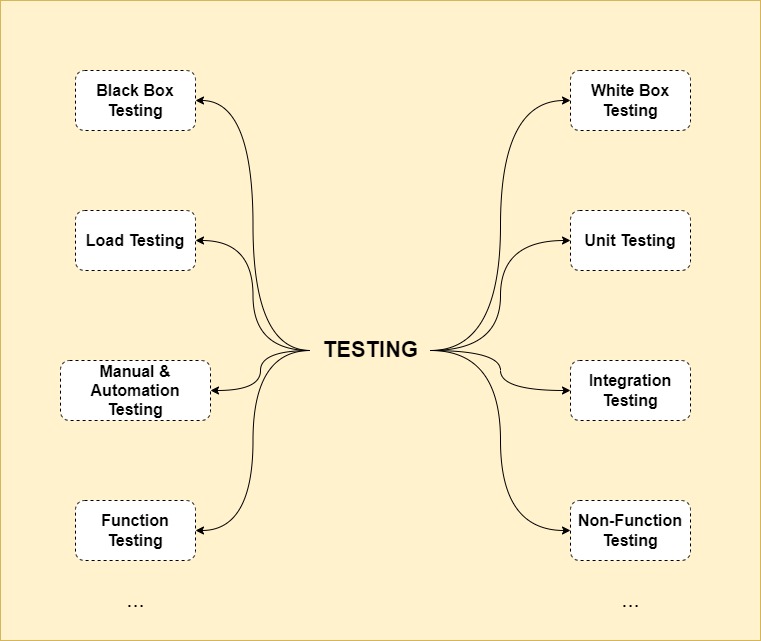 Black Box
Testing
White Box
Testing
Load Testing
Unit Testing
TESTING
Manual &
Automation
Testing
Integration
Testing
Function
Testing
Non-Function
Testing
...
...